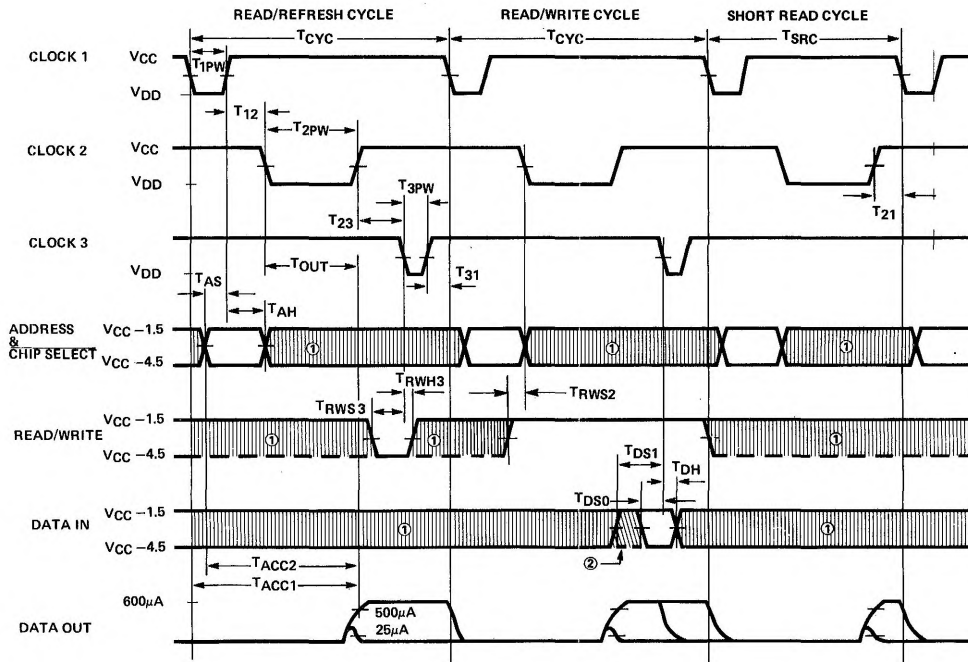 READ/REFRESH CYCLE READ/WRITE CYCLE SHORT READ CYCLE
TCYC TCYC TSRC
CLOCK 1 VCC T1PW
VDD
T12 T2PW
CLOCK 2 VCC
VDD
T3PW
T23 T21
CLOCK 3
VDD TOUT T31
TAS
TAH
ADDRESS & CHIP SELECT VCC -1.5
① ① ①
VCC -4.5
TRWH3
TRWS3 TRWS2
READ/WRITE VCC -1.5
① ① ①
VCC -4.5
TDS1 TDH
TDS0
DATA IN VCC -1.5
① ①
VCC -4.5
②
TACC2
TACC1
600μA
DATA OUT 500μA
25μA